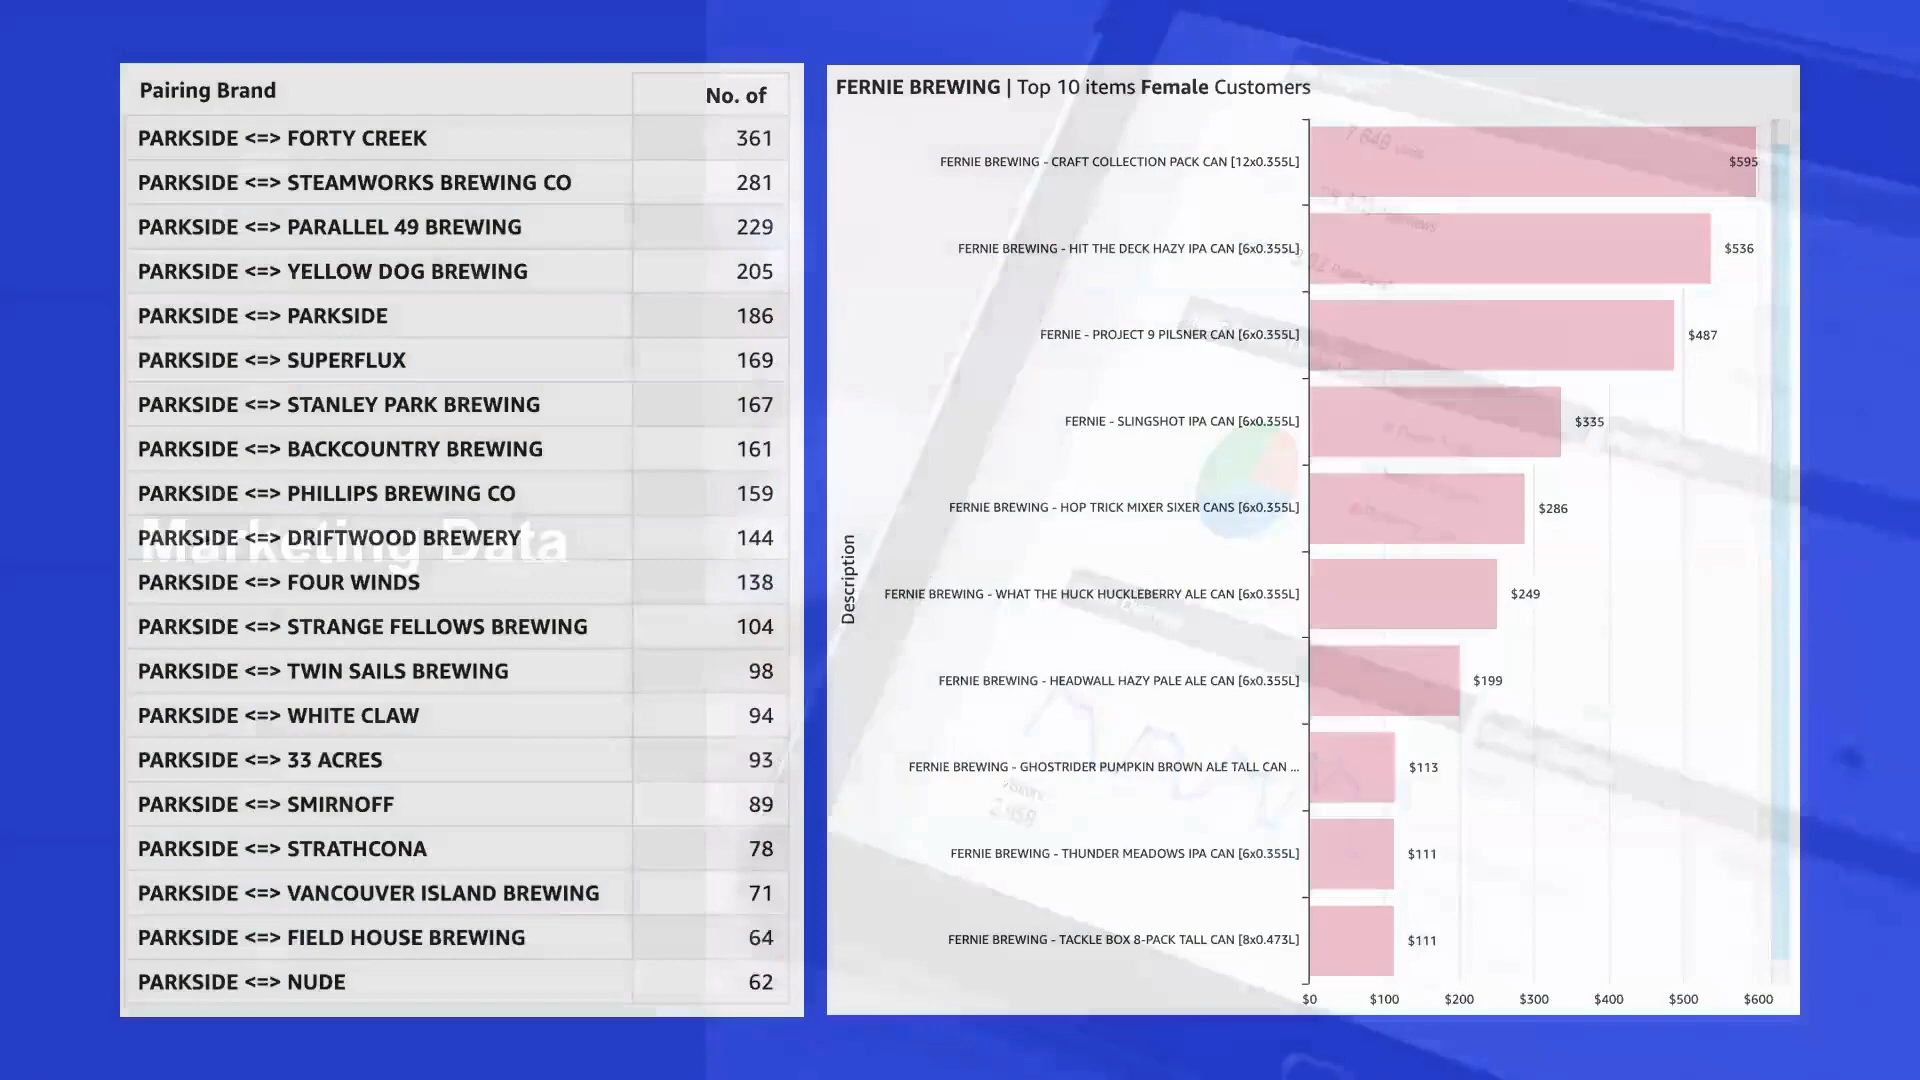 Pairing Brand No. of
PARKSIDE <=> FORTY CREEK 361
PARKSIDE <=> STEAMWORKS BREWING CO 281
PARKSIDE <=> PARALLEL 49 BREWING 229
PARKSIDE <=> YELLOW DOG BREWING 205
PARKSIDE <=> PARKSIDE 186
PARKSIDE <=> SUPERFLUX 169
PARKSIDE <=> STANLEY PARK BREWING 167
PARKSIDE <=> BACKCOUNTRY BREWING 161
PARKSIDE <=> PHILLIPS BREWING CO 159
PARKSIDE <=> DRIFTWOOD BREWERY 144
Marketing Data
PARKSIDE <=> FOUR WINDS 138
PARKSIDE <=> STRANGE FELLOWS BREWING 104
PARKSIDE <=> TWIN SAILS BREWING 98
PARKSIDE <=> WHITE CLAW 94
PARKSIDE <=> 33 ACRES 93
PARKSIDE <=> SMIRNOFF 89
PARKSIDE <=> STRATHCONA 78
PARKSIDE <=> VANCOUVER ISLAND BREWING 71
PARKSIDE <=> FIELD HOUSE BREWING 64
PARKSIDE <=> NUDE 62
FERNIE BREWING | Top 10 items Female Customers
Description
FERNIE BREWING - CRAFT COLLECTION PACK CAN [12x0.355L] $595
FERNIE BREWING - HIT THE DECK HAZY IPA CAN [6x0.355L] $536
FERNIE - PROJECT 9 PILSNER CAN [6x0.355L] $487
FERNIE - SLINGSHOT IPA CAN [6x0.355L] $335
FERNIE BREWING - HOP TRICK MIXER SIXER CANS [6x0.355L] $286
FERNIE BREWING - WHAT THE HUCK HUCKLEBERRY ALE CAN [6x0.355L] $249
FERNIE BREWING - HEADWALL HAZY PALE ALE CAN [6x0.355L] $199
FERNIE BREWING - GHOSTRIDER PUMPKIN BROWN ALE TALL CAN ... $113
FERNIE BREWING - THUNDER MEADOWS IPA CAN [6x0.355L] $111
FERNIE BREWING - TACKLE BOX 8-PACK TALL CAN [8x0.473L] $111
$0 $100 $200 $300 $400 $500 $600